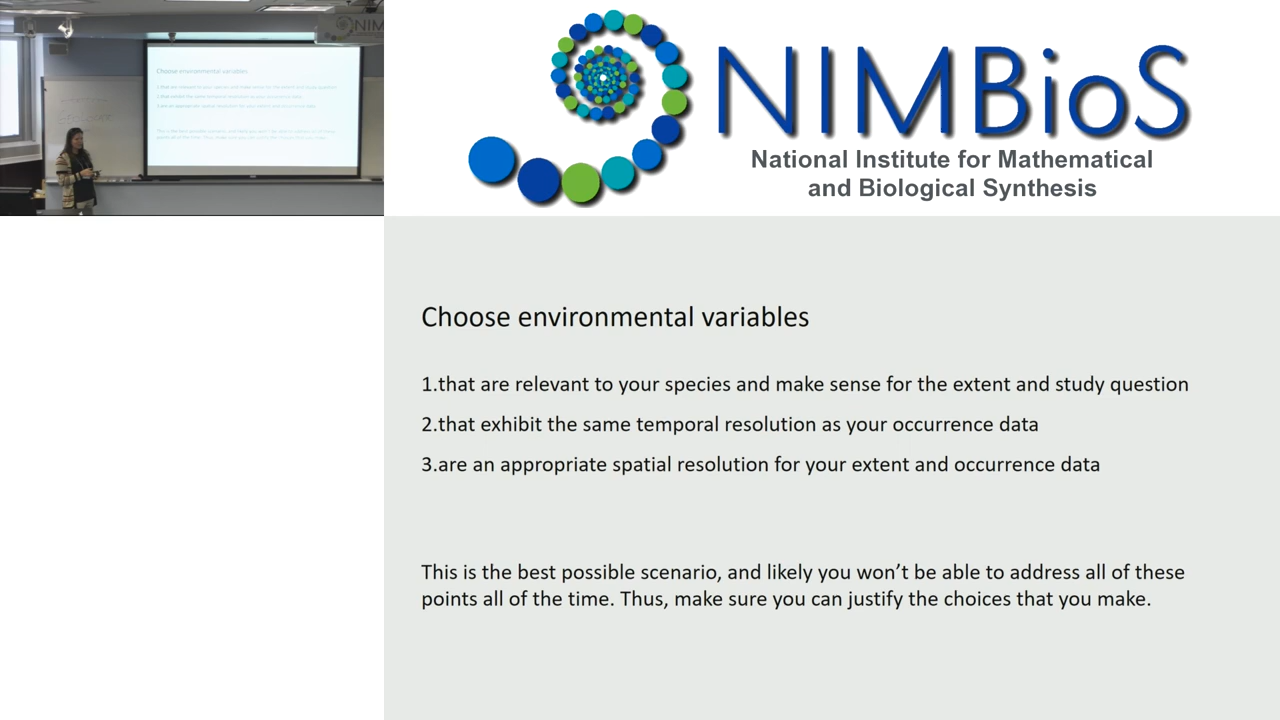 NIMBioS
National Institute for Mathematical
and Biological Synthesis
Choose environmental variables
1.that are relevant to your species and make sense for the extent and study question
2.that exhibit the same temporal resolution as your occurrence data
3.are an appropriate spatial resolution for your extent and occurrence data
This is the best possible scenario, and likely you won’t be able to address all of these
points all of the time. Thus, make sure you can justify the choices that you make.